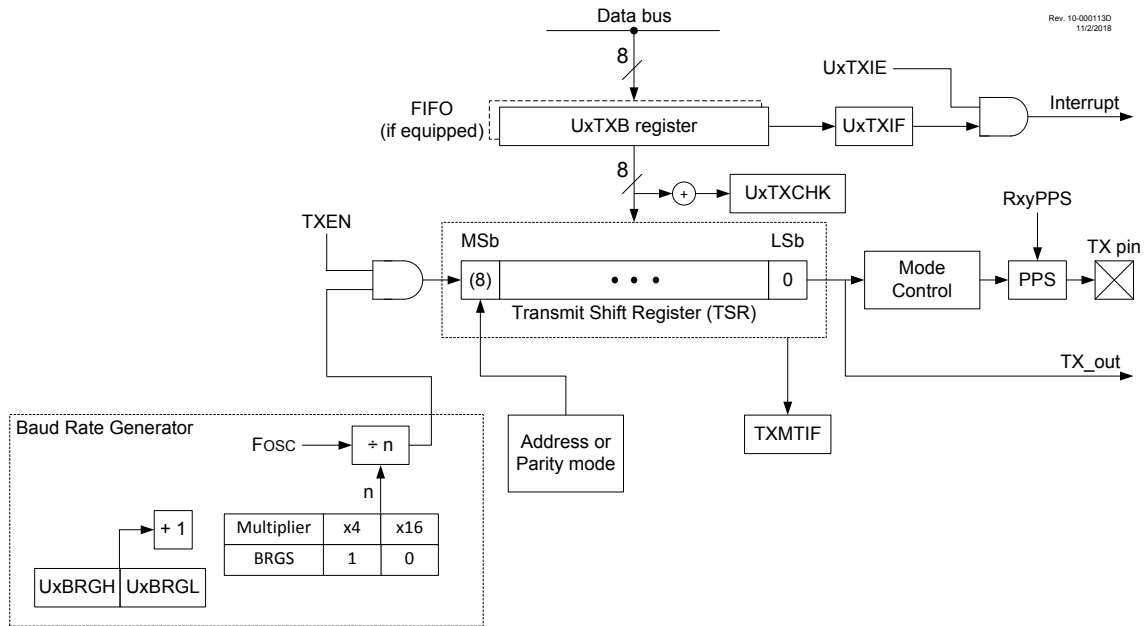 Data bus
Rev. 10-000113D
11/2/2018
8
UxTXIE
FIFO
(if equipped)
UxTXB register
UxTXIF
Interrupt
8
+
UxTXCHK
TXEN
RxyPPS
MSb
LSb
TX pin
(8)
• • •
0
Mode
Control
PPS
Transmit Shift Register (TSR)
TX_out
Baud Rate Generator
FOSC
÷ n
Address or
Parity mode
TXMTIF
n
+ 1
Multiplier x4 x16
BRGS 1 0
UxBRGH UxBRGL